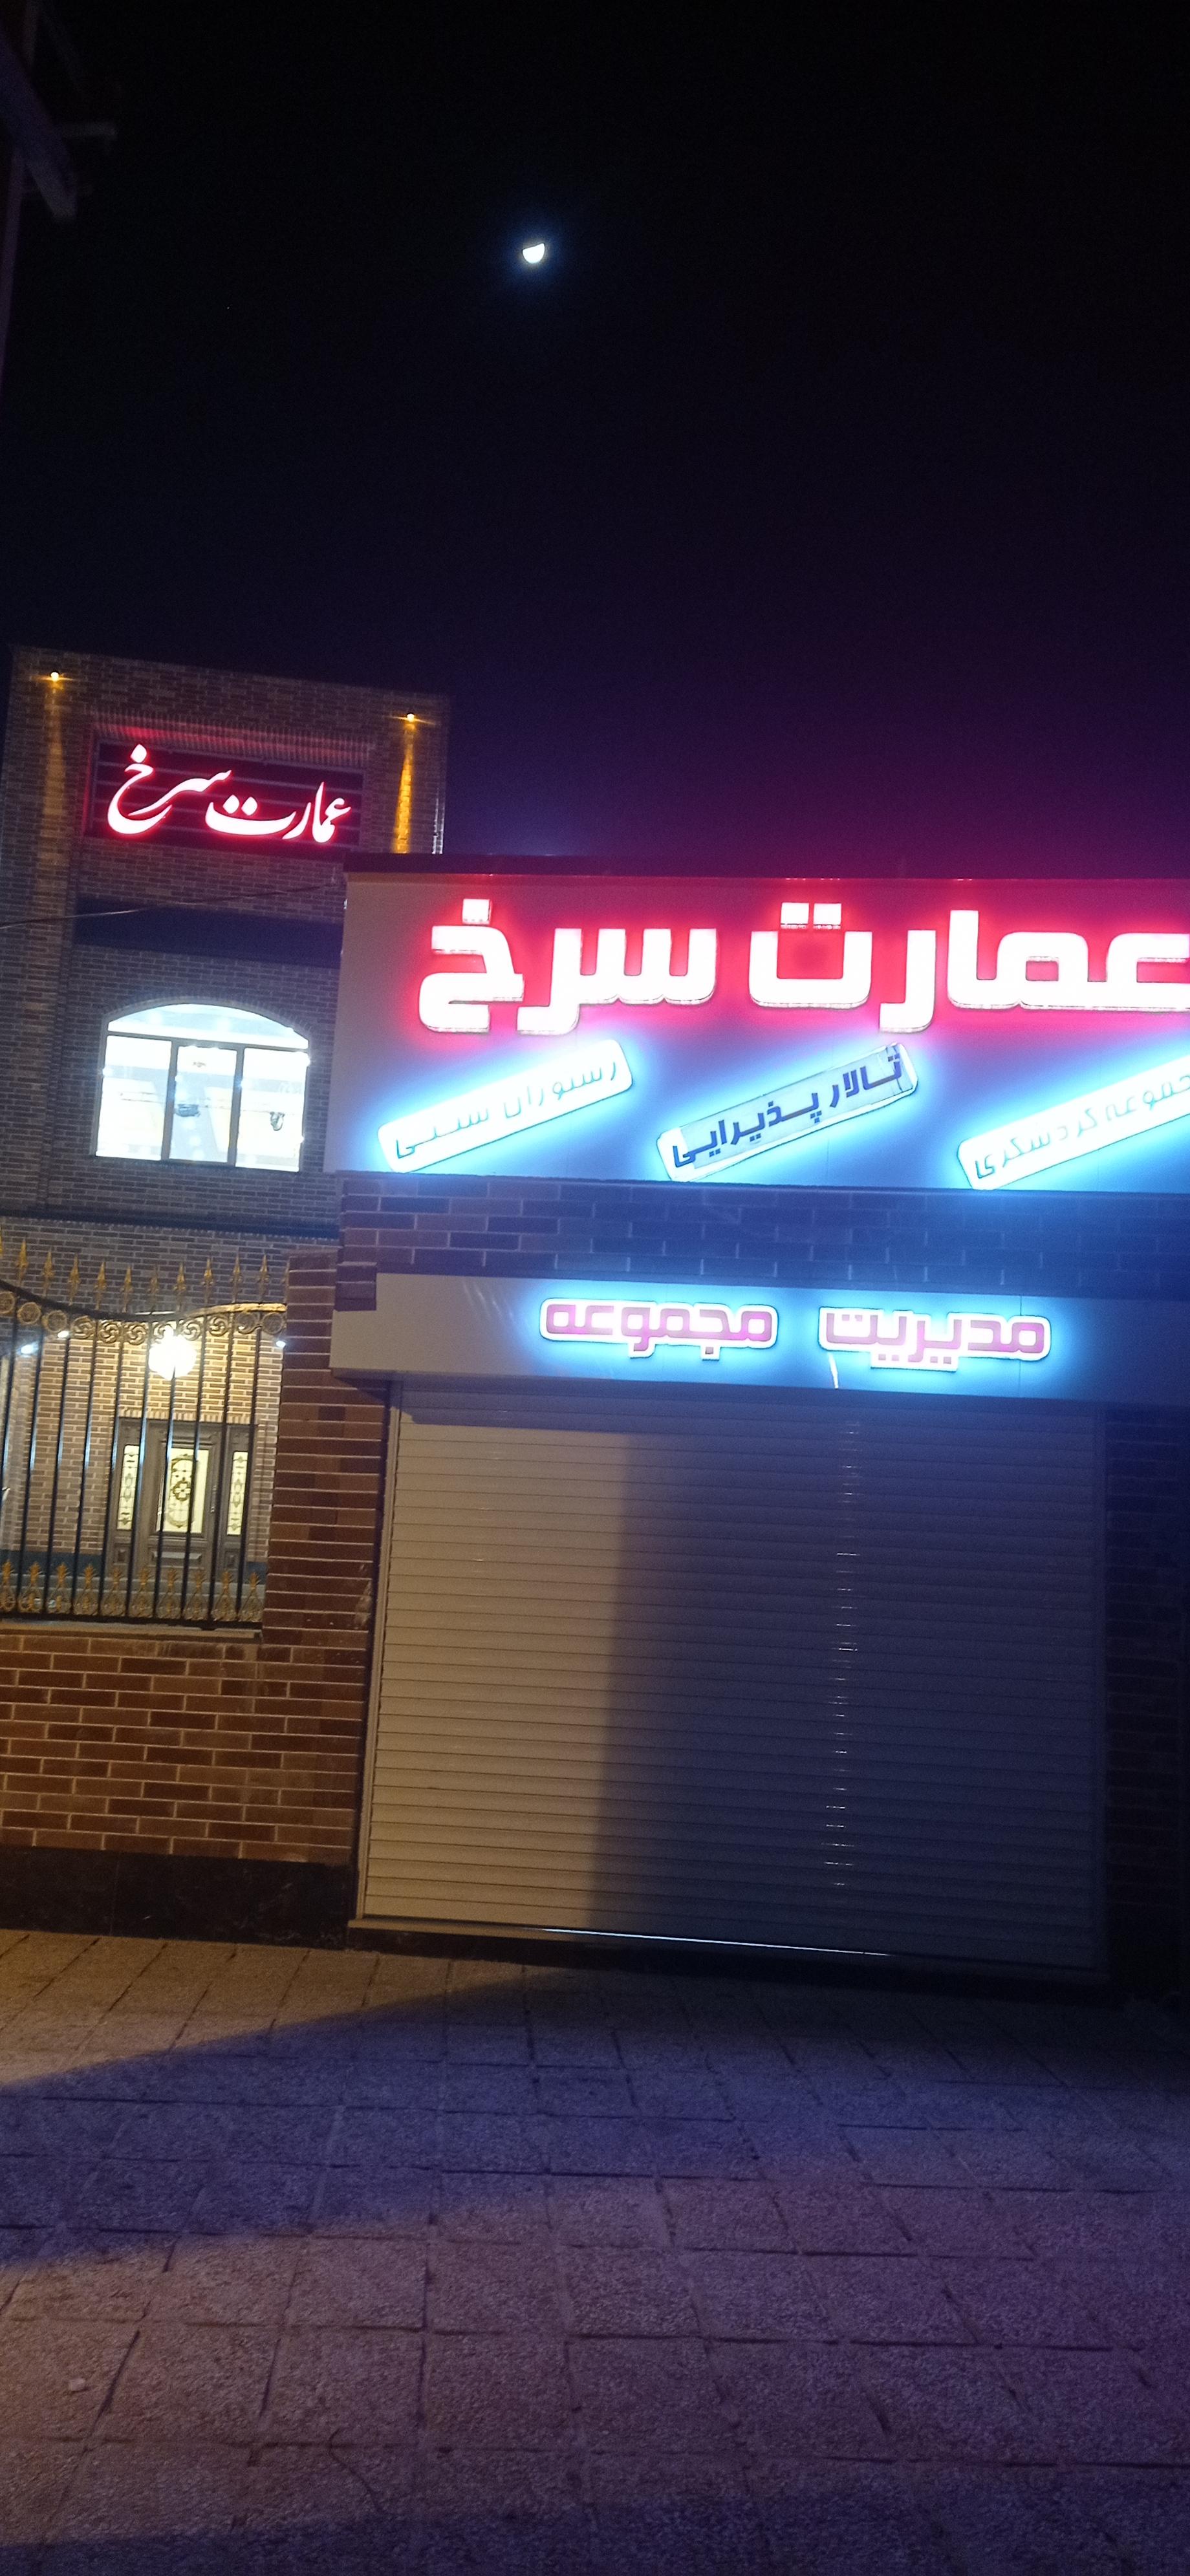 عمارت سرخ
عمارت سرخ
مجموعه گردشگری
تالار پذیرایی
رستوران سنتی
مدیریت مجموعه